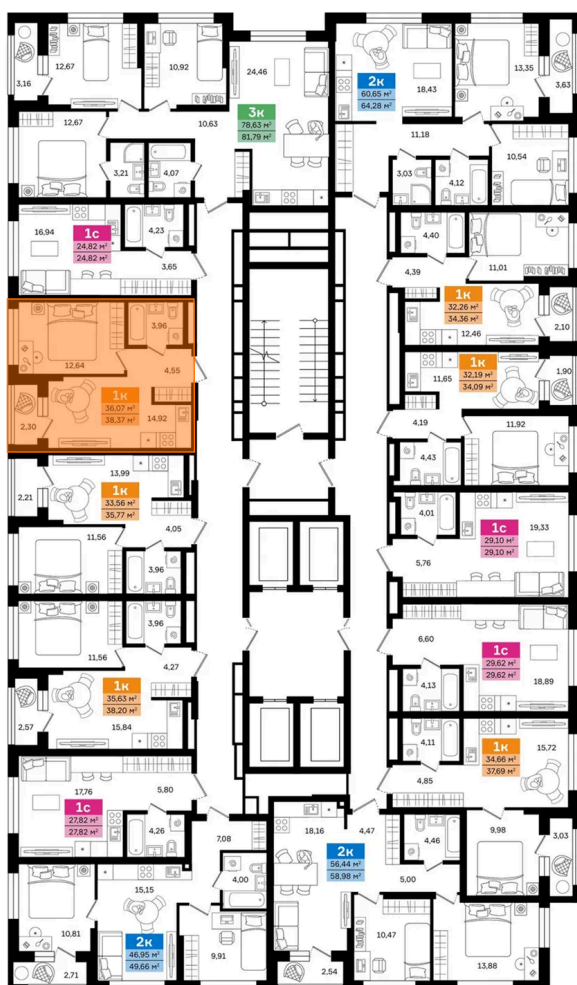 3,16
12,67
10,92
24,46
3к
78,63 м²
81,79 м²
12,67
10,63
3,21
4,07
2к
60,65 м²
64,28 м²
18,43
13,35
3,63
11,18
3,03
4,12
10,54
16,94
1с
24,82 м²
24,82 м²
4,23
3,65
4,40
4,39
11,01
1к
32,26 м²
34,36 м²
12,46
2,10
3,96
12,64
4,55
1к
36,07 м²
38,37 м²
14,92
2,30
11,65
1к
32,19 м²
34,09 м²
1,90
4,19
4,43
11,92
13,99
2,21
1к
33,56 м²
35,77 м²
4,05
11,56
3,96
4,01
1с
29,10 м²
29,10 м²
19,33
5,76
3,96
11,56
4,27
1к
35,63 м²
38,20 м²
2,57
15,84
6,60
1с
29,62 м²
29,62 м²
4,13
18,89
4,11
1к
34,66 м²
37,69 м²
15,72
4,85
17,76
1с
27,82 м²
27,82 м²
5,80
4,26
7,08
18,16
4,47
2к
56,44 м²
58,98 м²
4,46
5,00
9,98
3,03
15,15
4,00
10,81
2к
46,95 м²
49,66 м²
2,71
9,91
2,54
10,47
13,88